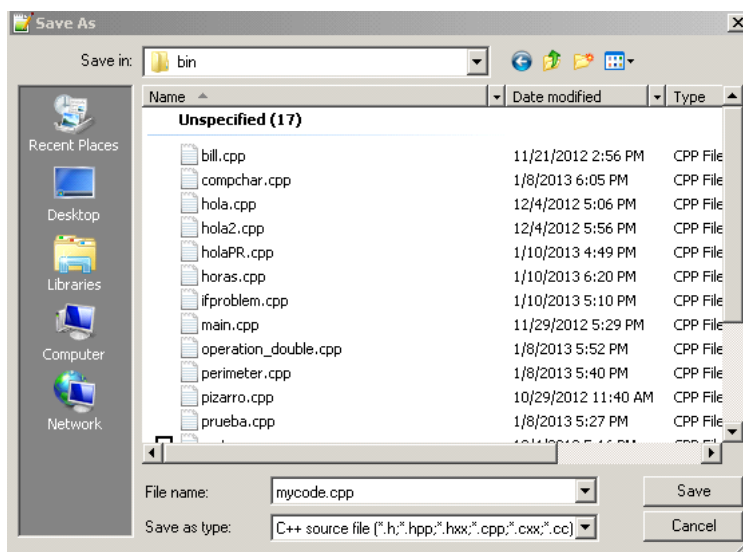 Save As
Save in: bin
Name Date modified Type
Unspecified (17)
bill.cpp 11/21/2012 2:56 PM CPP File
compchar.cpp 1/8/2013 6:05 PM CPP File
hola.cpp 12/4/2012 5:06 PM CPP File
hola2.cpp 12/4/2012 5:56 PM CPP File
holaPR.cpp 1/10/2013 4:49 PM CPP File
horas.cpp 1/10/2013 6:20 PM CPP File
ifproblem.cpp 1/10/2013 5:10 PM CPP File
main.cpp 11/29/2012 5:29 PM CPP File
operation_double.cpp 1/8/2013 5:52 PM CPP File
perimeter.cpp 1/8/2013 5:40 PM CPP File
pizarro.cpp 10/29/2012 11:40 AM CPP File
prueba.cpp 1/8/2013 5:27 PM CPP File
Recent Places
Desktop
Libraries
Computer
Network
File name: mycode.cpp Save
Save as type: C++ source file (*.h;*.hpp;*.hxx;*.cpp;*.cxx;*.cc) Cancel